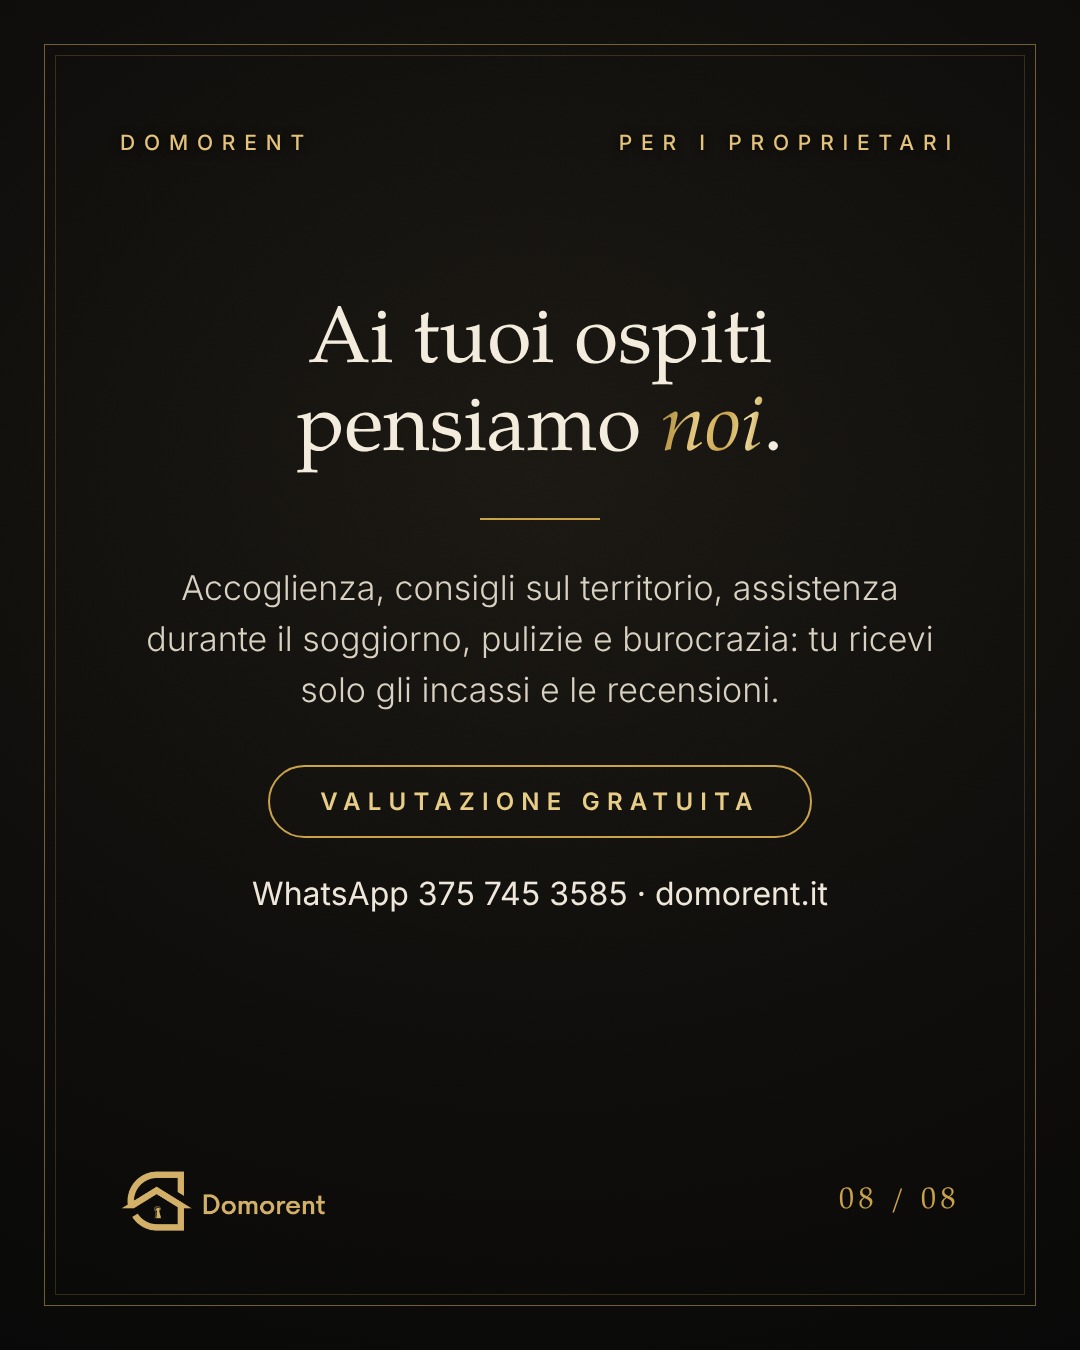 DOMORENT
PER I PROPRIETARI
Ai tuoi ospiti
pensiamo noi.
Accoglienza, consigli sul territorio, assistenza
durante il soggiorno, pulizie e burocrazia: tu ricevi
solo gli incassi e le recensioni.
VALUTAZIONE GRATUITA
WhatsApp 375 745 3585 · domorent.it
Domorent
08 / 08